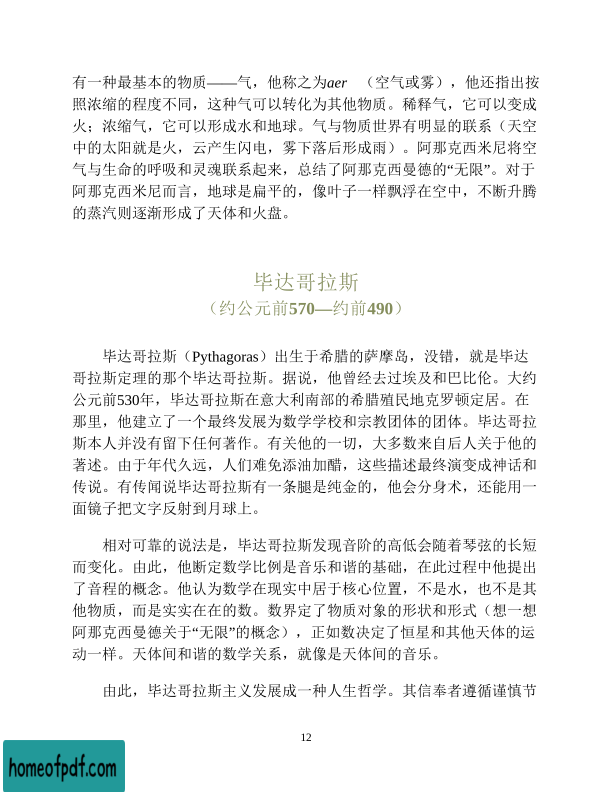 有一种最基本的物质——气，他称之为aer （空气或雾），他还指出按
照浓缩的程度不同，这种气可以转化为其他物质。稀释气，它可以变成
火；浓缩气，它可以形成水和地球。气与物质世界有明显的联系（天空
中的太阳就是火，云产生闪电，雾下落后形成雨）。阿那克西米尼将空
气与生命的呼吸和灵魂联系起来，总结了阿那克西曼德的“无限”。对于
阿那克西米尼而言，地球是扁平的，像叶子一样飘浮在空中，不断升腾
的蒸汽则逐渐形成了天体和火盘。
毕达哥拉斯
（约公元前570—约前490）
毕达哥拉斯（Pythagoras）出生于希腊的萨摩岛，没错，就是毕达
哥拉斯定理的那个毕达哥拉斯。据说，他曾经去过埃及和巴比伦。大约
公元前530年，毕达哥拉斯在意大利南部的希腊殖民地克罗顿定居。在
那里，他建立了一个最终发展为数学学校和宗教团体的团体。毕达哥拉
斯本人并没有留下任何著作。有关他的一切，大多数来自后人关于他的
著述。由于年代久远，人们难免添油加醋，这些描述最终演变成神话和
传说。有传闻说毕达哥拉斯有一条腿是纯金的，他会分身术，还能用一
面镜子把文字反射到月球上。
相对可靠的说法是，毕达哥拉斯发现音阶的高低会随着琴弦的长短
而变化。由此，他断定数学比例是音乐和谐的基础，在此过程中他提出
了音程的概念。他认为数学在现实中居于核心位置，不是水，也不是其
他物质，而是实实在在的数。数界定了物质对象的形状和形式（想一想
阿那克西曼德关于“无限”的概念），正如数决定了恒星和其他天体的运
动一样。天体间和谐的数学关系，就像是天体间的音乐。
由此，毕达哥拉斯主义发展成一种人生哲学。其信奉者遵循谨慎节
12
homeofpdf.com